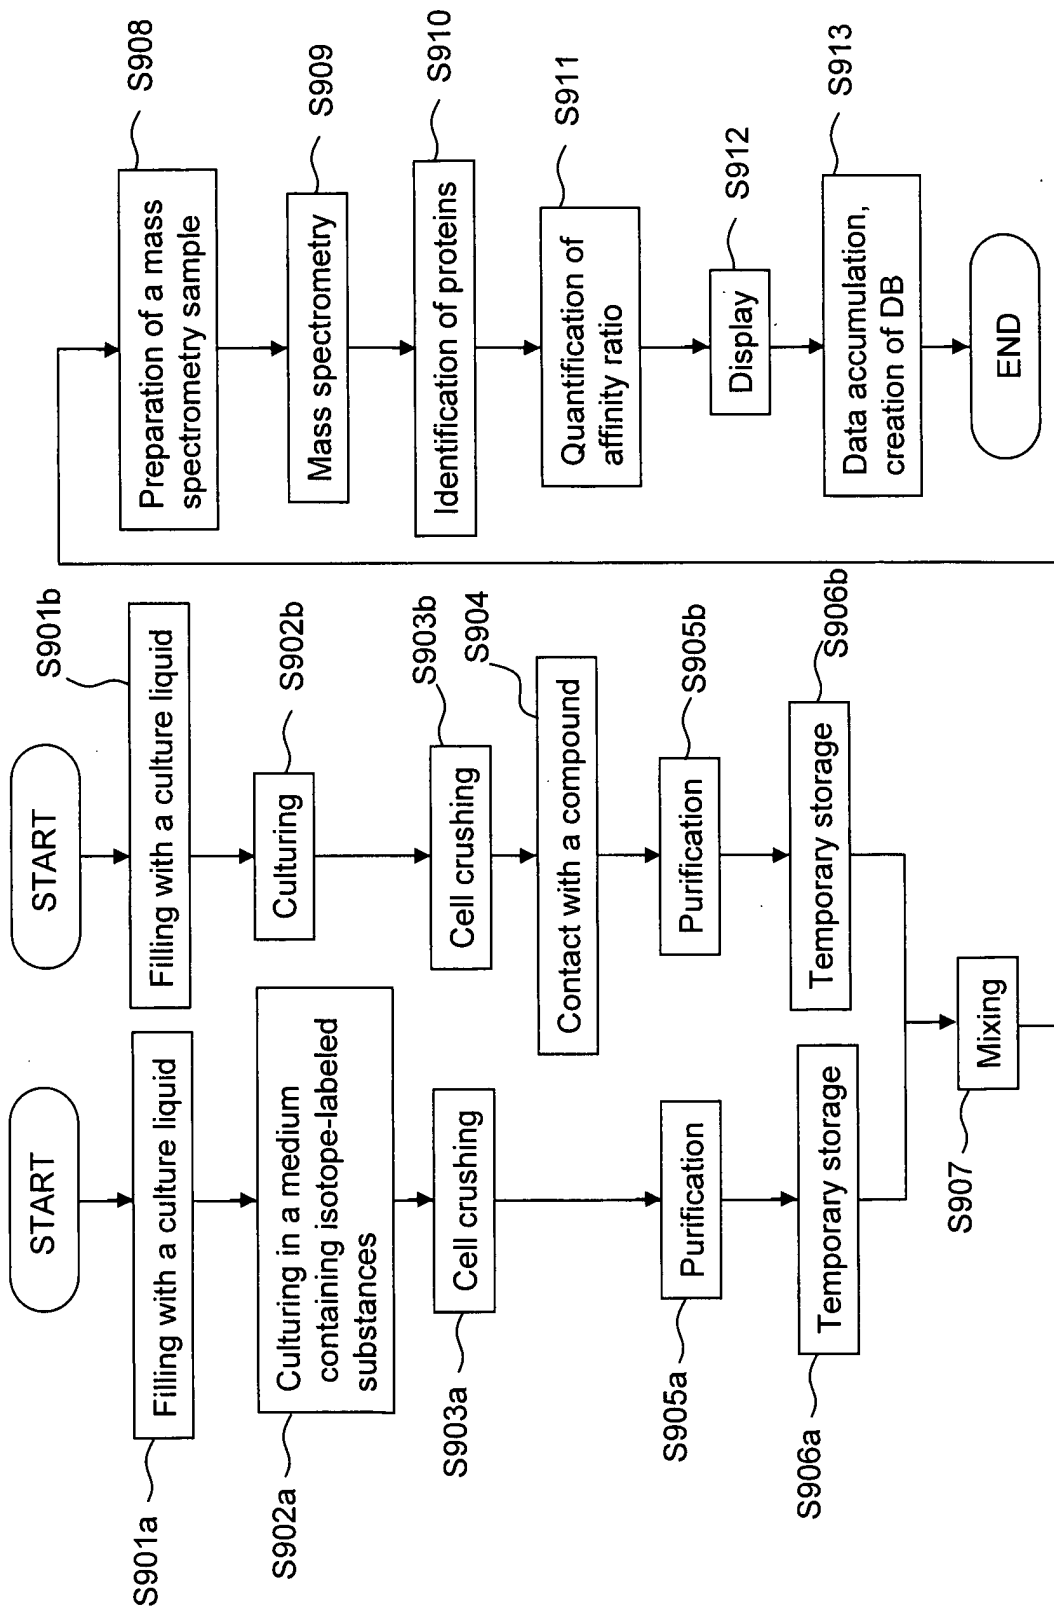 START
Filling with a culture liquid
S901a
Culturing in a medium
containing isotope-labeled
substances
S902a
Cell crushing
S903a
Purification
S905a
Temporary storage
S906a
START
Filling with a culture liquid
S901b
Culturing
S902b
Cell crushing
S903b
Contact with a compound
S904
Purification
S905b
Temporary storage
S906b
Mixing
S907
Preparation of a mass
spectrometry sample
S908
Mass spectrometry
S909
Identification of proteins
S910
Quantification of
affinity ratio
S911
Display
S912
Data accumulation,
creation of DB
S913
END